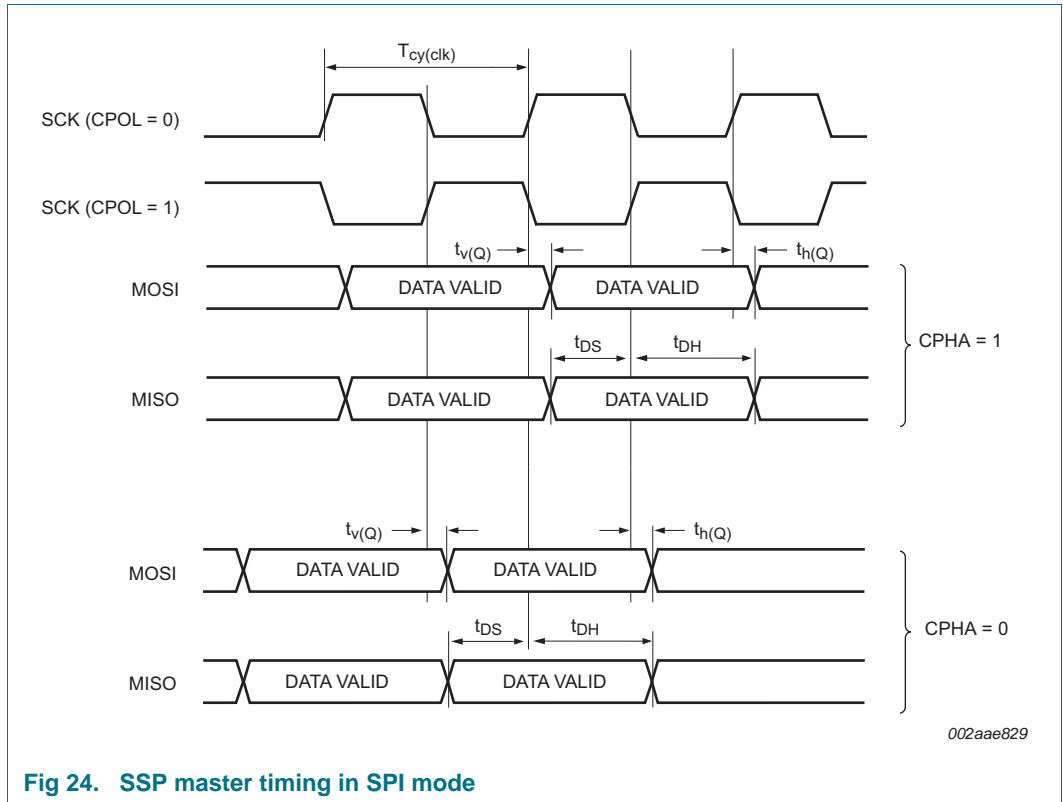 Tcy(clk)
SCK (CPOL = 0)
SCK (CPOL = 1)
tv(Q) th(Q)
MOSI DATA VALID DATA VALID
CPHA = 1
tDS tDH
MISO DATA VALID DATA VALID
tv(Q) th(Q)
MOSI DATA VALID DATA VALID
tDS tDH CPHA = 0
MISO DATA VALID DATA VALID
002aae829
Fig 24. SSP master timing in SPI mode